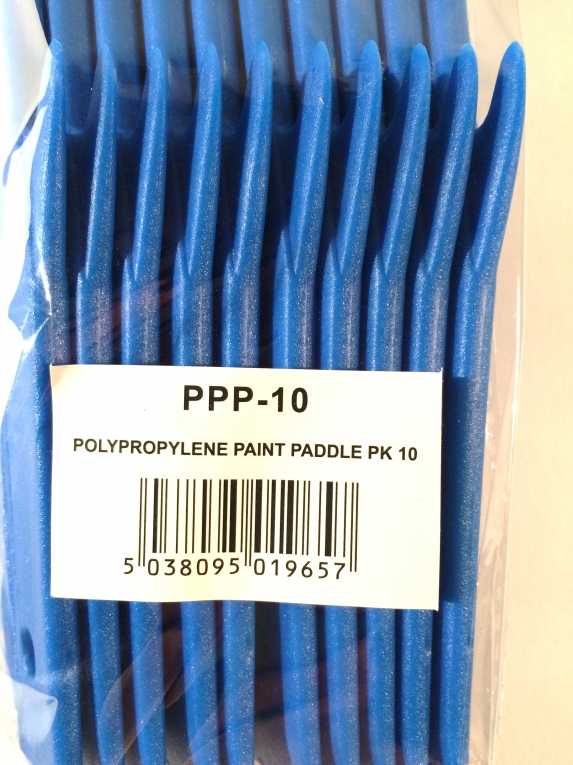 PPP-10
POLYPROPYLENE PAINT PADDLE PK 10
5 038095 019657